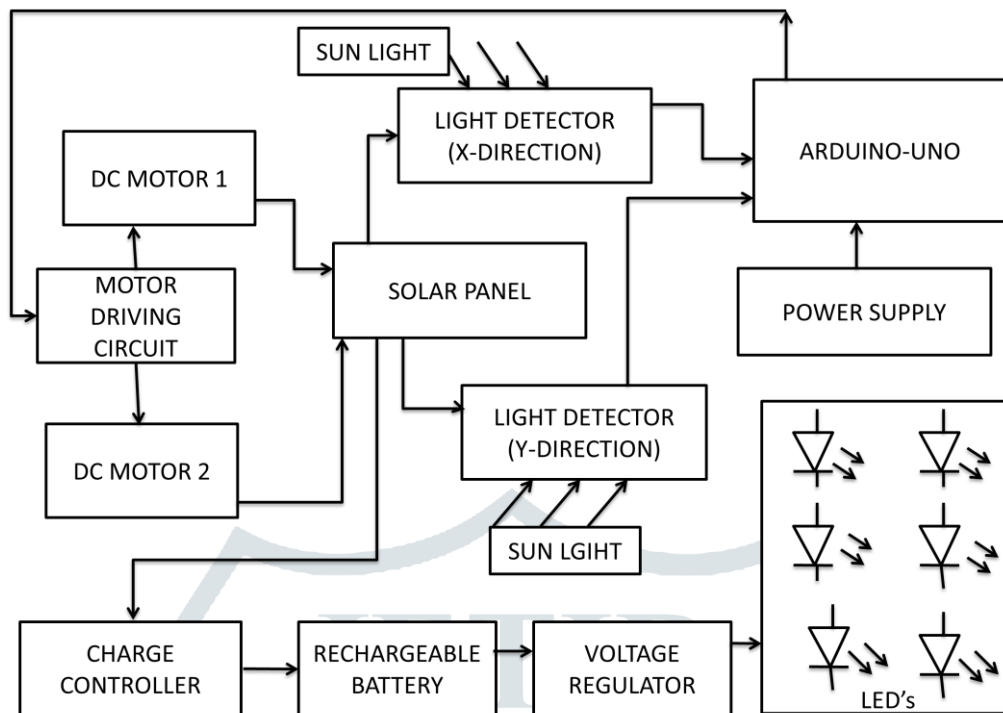 SUN LIGHT
LIGHT DETECTOR
(X-DIRECTION)
ARDUINO-UNO
DC MOTOR 1
MOTOR
DRIVING
CIRCUIT
SOLAR PANEL
POWER SUPPLY
LIGHT DETECTOR
(Y-DIRECTION)
DC MOTOR 2
SUN LGIHT
CHARGE
CONTROLLER
RECHARGEABLE
BATTERY
VOLTAGE
REGULATOR
LED's